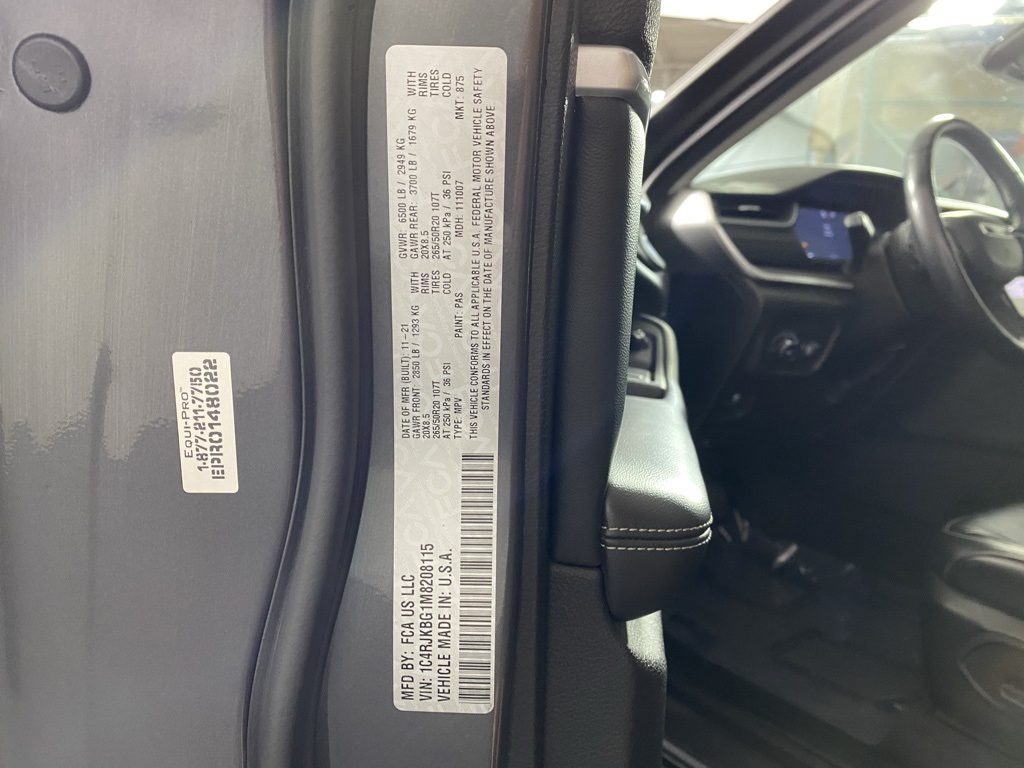 MFD BY: FCA US LLC
VIN: 1C4RJKBG1M8208115
VEHICLE MADE IN: U.S.A.
DATE OF MFR (BUILT): 11-21 GVWR: 6500 LB / 2949 KG
GAWR FRONT: 2850 LB / 1293 KG WITH GAWR REAR: 3700 LB / 1679 KG WITH
20X8.5 RIMS 20X8.5 RIMS
265/50R20 107T TIRES 265/50R20 107T TIRES
AT 250 kPa / 36 PSI COLD AT 250 kPa / 36 PSI COLD
TYPE: MPV PAINT: PAS MDH: 111007 MKT: 875
THIS VEHICLE CONFORMS TO ALL APPLICABLE U.S.A. FEDERAL MOTOR VEHICLE SAFETY
STANDARDS IN EFFECT ON THE DATE OF MANUFACTURE SHOWN ABOVE
EQUI-PRO™
1-877-211-7715O
EPRO148022